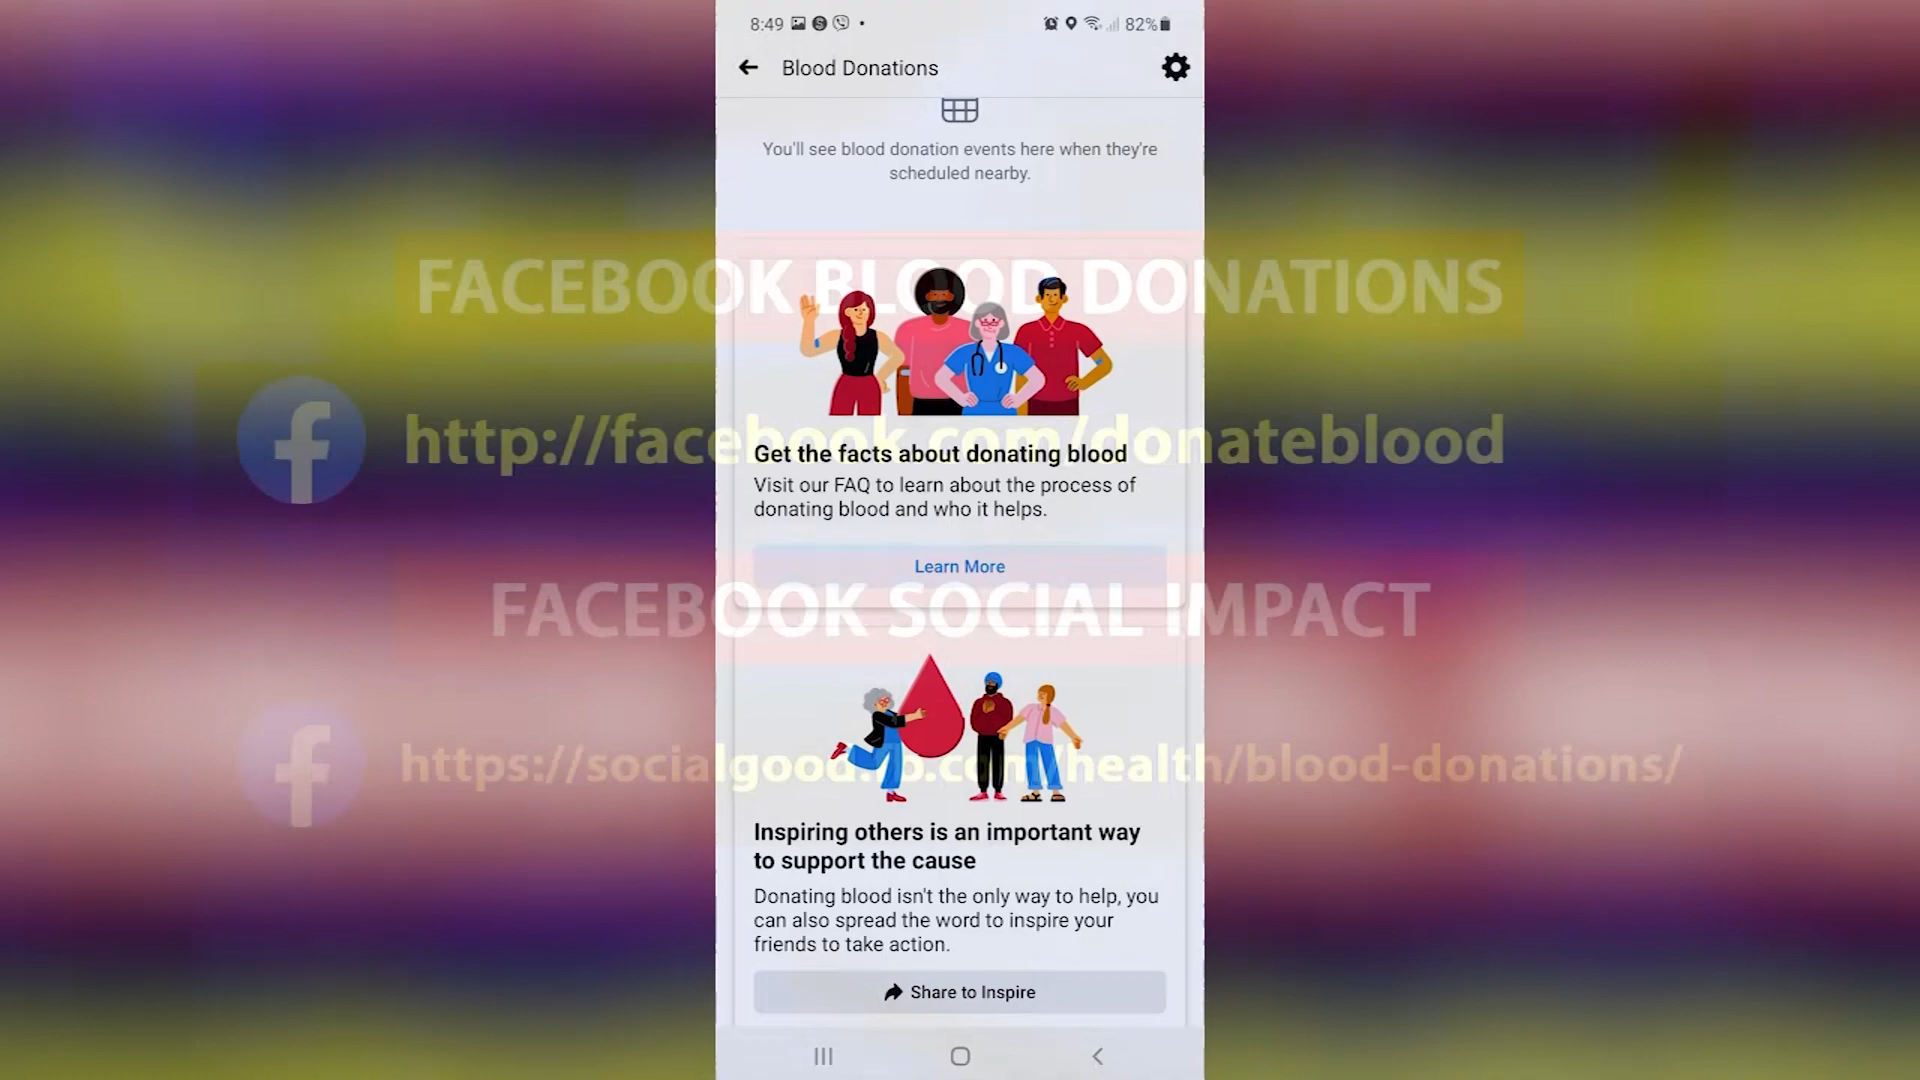 8:49
82%
Blood Donations
You'll see blood donation events here when they're
scheduled nearby.
FACEBOOK BLOOD DONATIONS
http://facebook.com/donateblood
Get the facts about donating blood
Visit our FAQ to learn about the process of
donating blood and who it helps.
Learn More
FACEBOOK SOCIAL IMPACT
https://socialgood.fb.com/health/blood-donations/
Inspiring others is an important way
to support the cause
Donating blood isn't the only way to help, you
can also spread the word to inspire your
friends to take action.
Share to Inspire